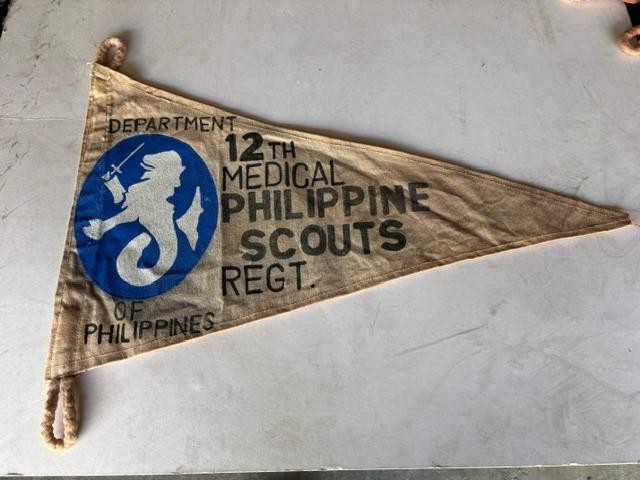 DEPARTMENT
OF
PHILIPPINES
12TH
MEDICAL
PHILIPPINE
SCOUTS
REGT.